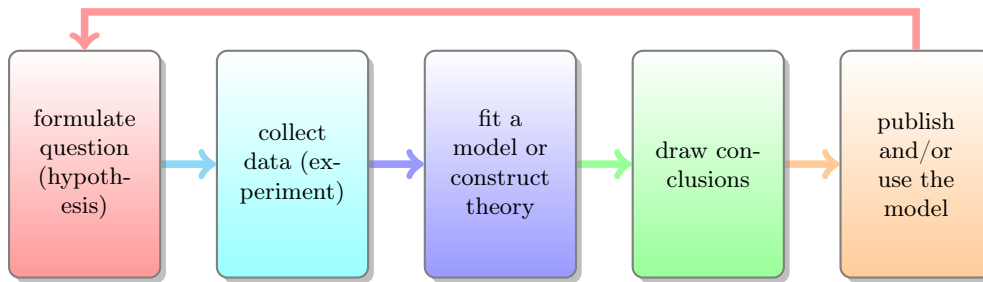 formulate
question
(hypoth-
esis)
collect
data (ex-
periment)
fit a
model or
construct
theory
draw con-
clusions
publish
and/or
use the
model